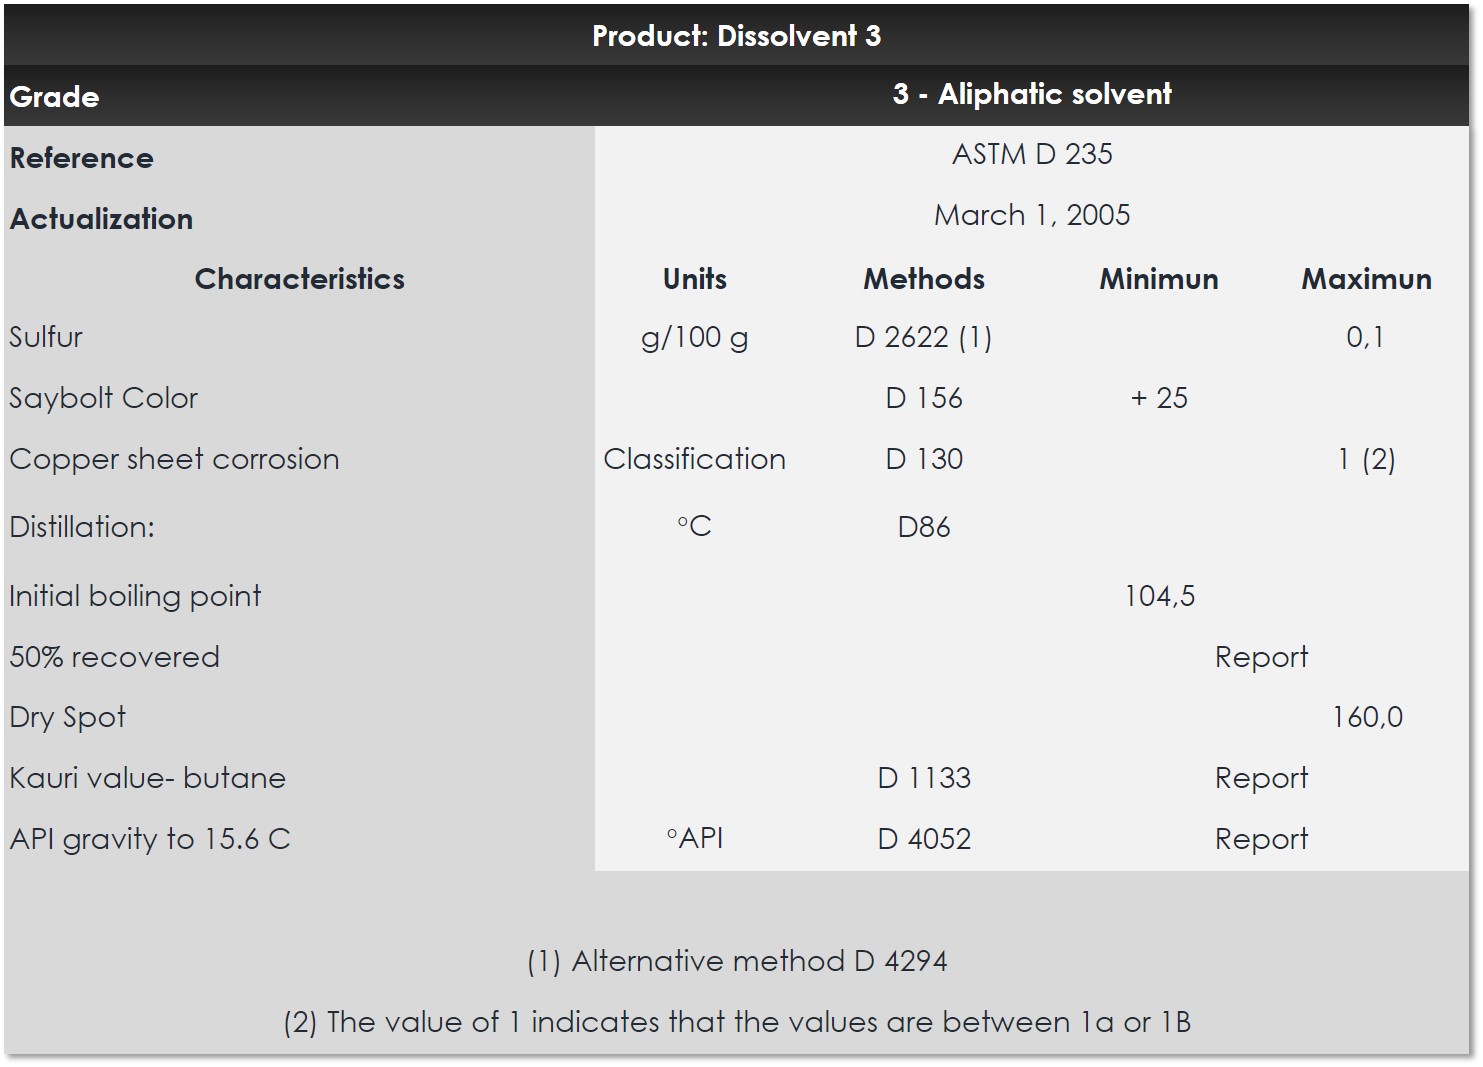 Product: Dissolvent 3
Grade 3 - Aliphatic solvent
Reference ASTM D 235
Actualization March 1, 2005
Characteristics Units Methods Minimun Maximun
Sulfur g/100 g D 2622 (1) 0,1
Saybolt Color D 156 + 25
Copper sheet corrosion Classification D 130 1 (2)
Distillation: °C D86
Initial boiling point 104,5
50% recovered Report
Dry Spot 160,0
Kauri value- butane D 1133 Report
API gravity to 15.6 C °API D 4052 Report
(1) Alternative method D 4294
(2) The value of 1 indicates that the values are between 1a or 1B